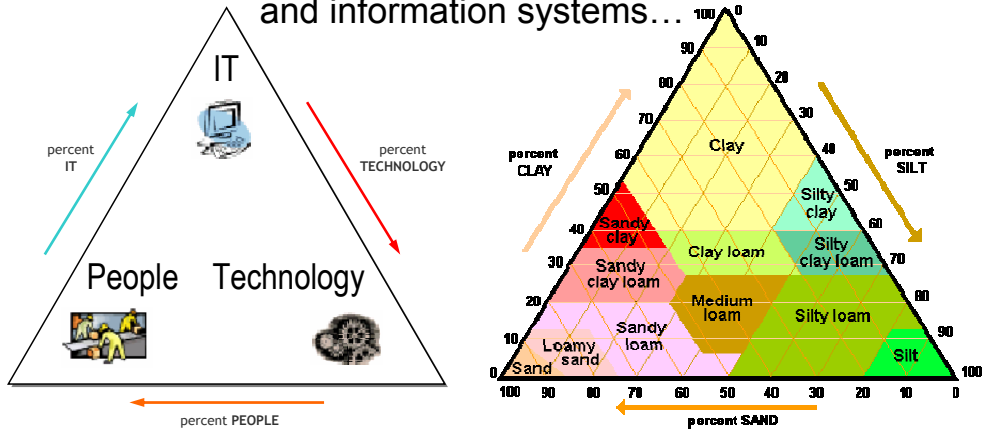 and information systems…
IT
percent
IT
percent
TECHNOLOGY
People
Technology
percent PEOPLE
100
90
80
70
60
50
40
30
20
10
0
0
10
20
30
40
50
60
70
80
90
100
percent
CLAY
percent
SILT
Clay
Silty
clay
Sandy
clay
Clay loam
Silty
clay loam
Sandy
clay loam
Medium
loam
Silty loam
Sandy
loam
Loamy
sand
Sand
Silt
100
90
80
70
60
50
40
30
20
10
0
percent SAND